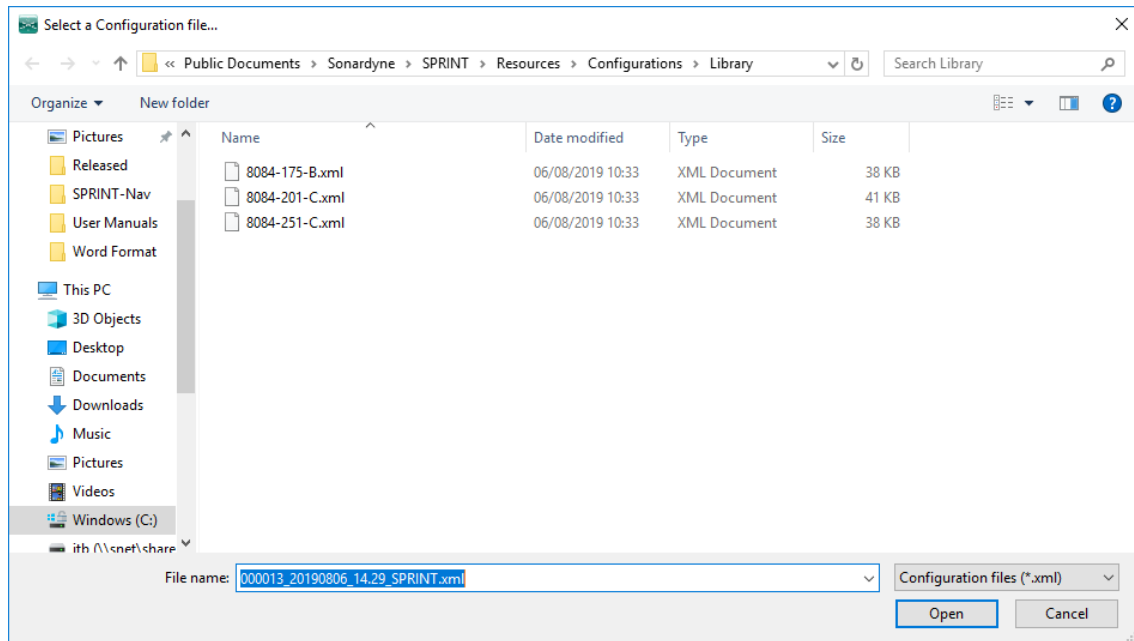 Select a Configuration file...
« Public Documents > Sonardyne > SPRINT > Resources > Configurations > Library
Search Library
Organize
New folder
Name Date modified Type Size
8084-175-B.xml 06/08/2019 10:33 XML Document 38 KB
8084-201-C.xml 06/08/2019 10:33 XML Document 41 KB
8084-251-C.xml 06/08/2019 10:33 XML Document 38 KB
Pictures
Released
SPRINT-Nav
User Manuals
Word Format
This PC
3D Objects
Desktop
Documents
Downloads
Music
Pictures
Videos
Windows (C:)
itb (\\snet\share
File name: 000013_20190806_14.29_SPRINT.xml
Configuration files (*.xml)
Open Cancel